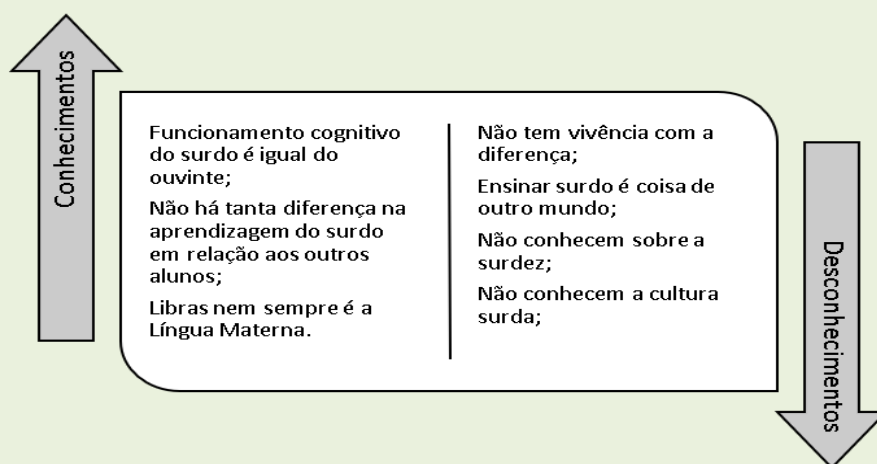 Conhecimentos
Funcionamento cognitivo
do surdo é igual do
ouvinte;
Não há tanta diferença na
aprendizagem do surdo
em relação aos outros
alunos;
Libras nem sempre é a
Língua Materna.
Não tem vivência com a
diferença;
Ensinar surdo é coisa de
outro mundo;
Não conhecem sobre a
surdez;
Não conhecem a cultura
surda;
Desconhecimentos